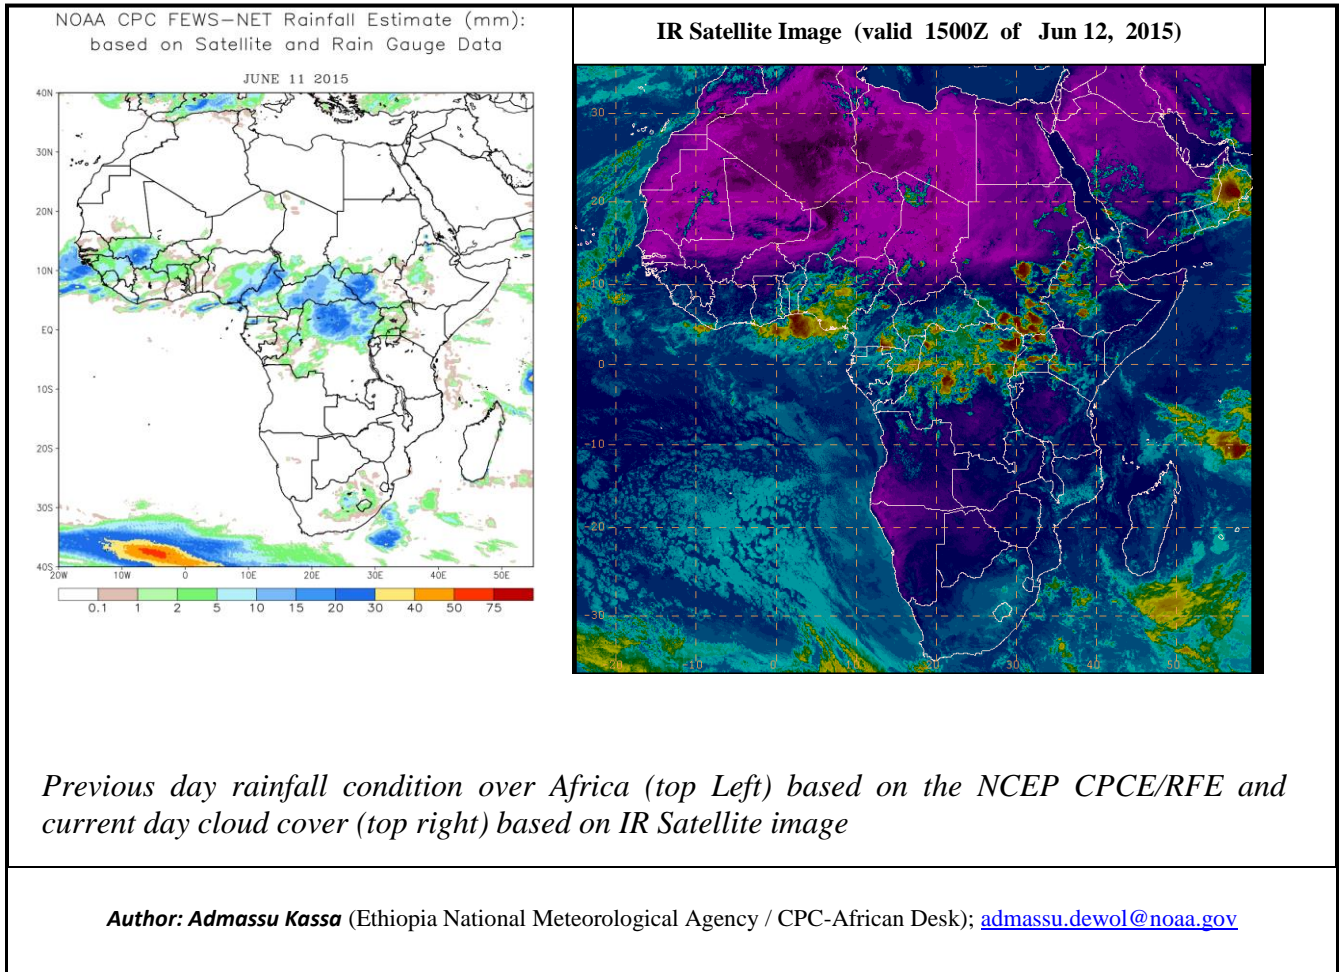 NOAA CPC FEWS-NET Rainfall Estimate (mm):
based on Satellite and Rain Gauge Data
JUNE 11 2015
40N
30N
20N
10N
EQ
10S
20S
30S
40S
20W 10W 0 10E 20E 30E 40E 50E
0.1 1 2 5 10 15 20 30 40 50 75
IR Satellite Image (valid 1500Z of Jun 12, 2015)
30
20
10
0
-10
-20
-30
-20 -10 0 10 20 30 40 50
Previous day rainfall condition over Africa (top Left) based on the NCEP CPCE/RFE and
current day cloud cover (top right) based on IR Satellite image
Author: Admassu Kassa (Ethiopia National Meteorological Agency / CPC-African Desk); admassu.dewol@noaa.gov